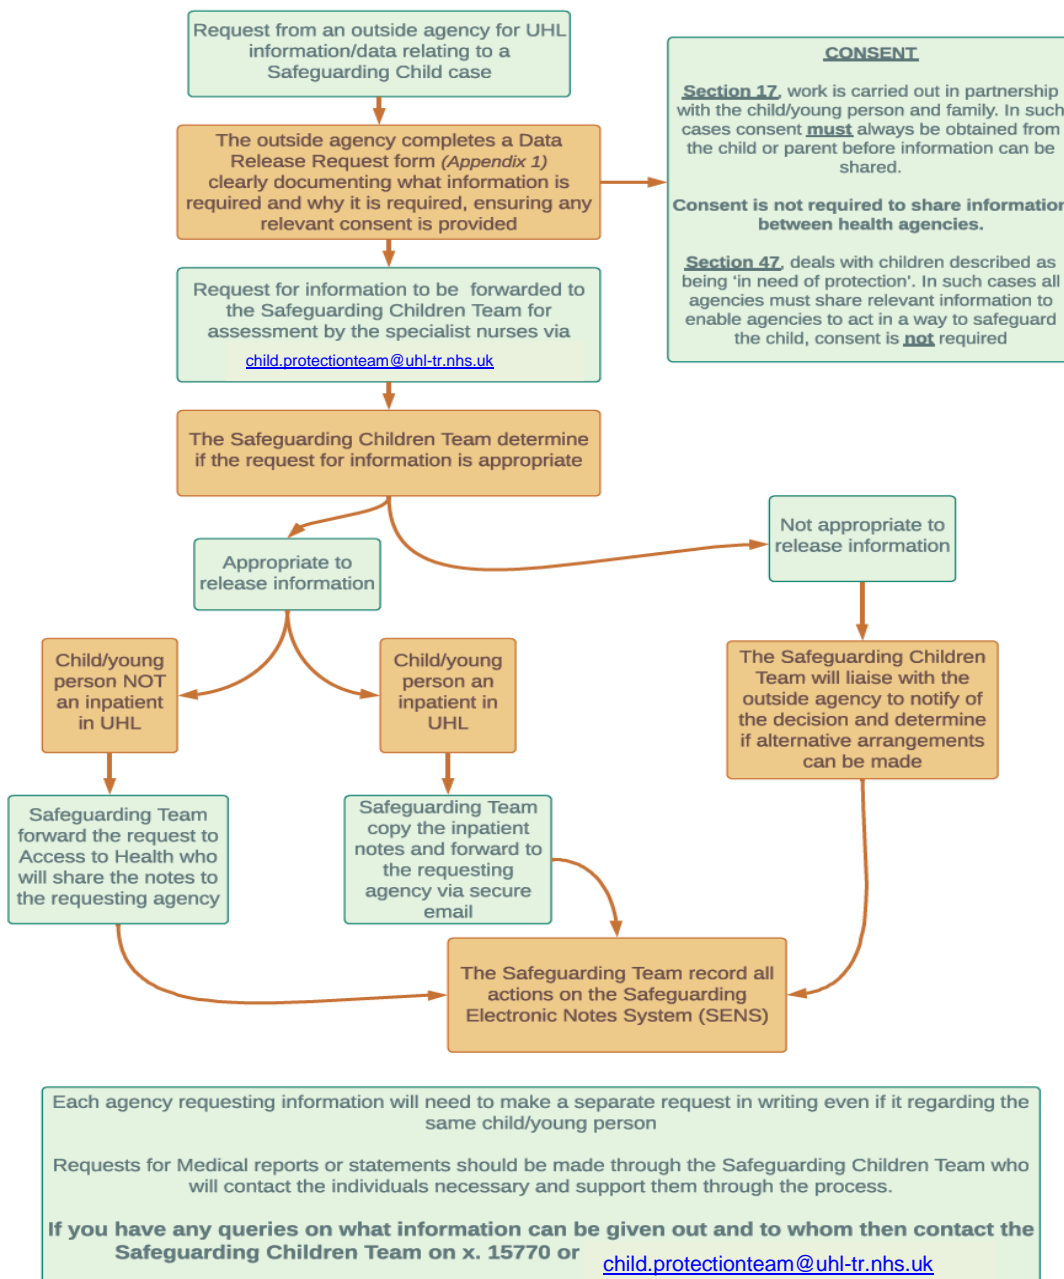 Request from an outside agency for UHL
information/data relating to a
Safeguarding Child case
The outside agency completes a Data
Release Request form (Appendix 1)
clearly documenting what information is
required and why it is required, ensuring any
relevant consent is provided
CONSENT
Section 17, work is carried out in partnership
with the child/young person and family. In such
cases consent must always be obtained from
the child or parent before information can be
shared.
Consent is not required to share information
between health agencies.
Section 47, deals with children described as
being ‘in need of protection’. In such cases all
agencies must share relevant information to
enable agencies to act in a way to safeguard
the child, consent is not required
Request for information to be forwarded to
the Safeguarding Children Team for
assessment by the specialist nurses via
child.protectionteam@uhl-tr.nhs.uk
The Safeguarding Children Team determine
if the request for information is appropriate
Appropriate to
release information
Not appropriate to
release information
Child/young
person NOT
an inpatient
in UHL
Child/young
person an
inpatient in
UHL
The Safeguarding Children
Team will liaise with the
outside agency to notify of
the decision and determine
if alternative arrangements
can be made
Safeguarding Team
forward the request to
Access to Health who
will share the notes to
the requesting agency
Safeguarding Team
copy the inpatient
notes and forward to
the requesting
agency via secure
email
The Safeguarding Team record all
actions on the Safeguarding
Electronic Notes System (SENS)
Each agency requesting information will need to make a separate request in writing even if it regarding the
same child/young person
Requests for Medical reports or statements should be made through the Safeguarding Children Team who
will contact the individuals necessary and support them through the process.
If you have any queries on what information can be given out and to whom then contact the
Safeguarding Children Team on x. 15770 or child.protectionteam@uhl-tr.nhs.uk